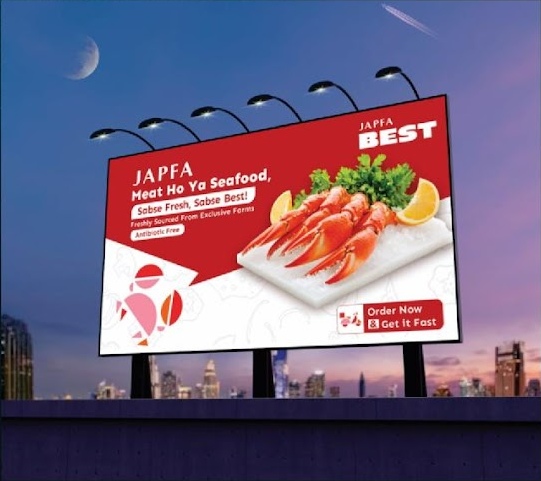 JAPFA
BEST
JAPFA
Meat Ho Ya Seafood,
Sabse Fresh, Sabse Best!
Freshly Sourced From Exclusive Farms
Antibiotic Free
Order Now
& Get it Fast